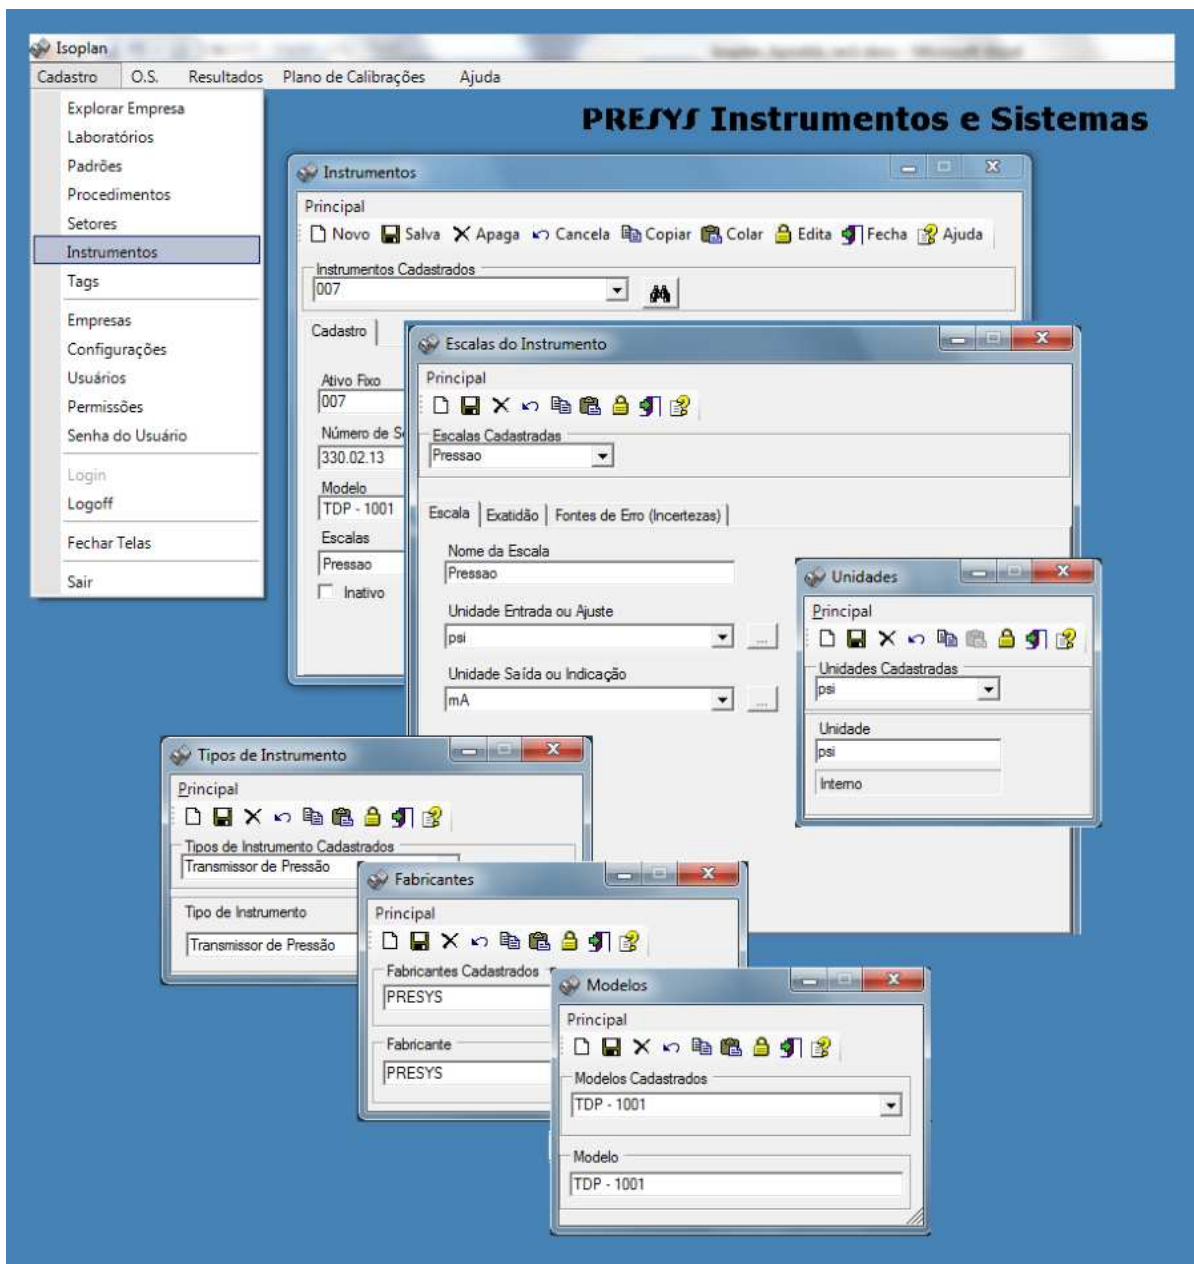 Isoplan
Cadastro O.S. Resultados Plano de Calibrações Ajuda
PRESYS Instrumentos e Sistemas
Explorar Empresa
Laboratórios
Padrões
Procedimentos
Setores
Instrumentos
Tags
Empresas
Configurações
Usuários
Permissões
Senha do Usuário
Login
Logoff
Fechar Telas
Sair
Instrumentos
Principal
Novo Salva Apaga Cancela Copiar Colar Edita Fecha Ajuda
Instrumentos Cadastrados
007
Cadastro
Ativo Fixo
007
Número de S
330.02.13
Modelo
TDP - 1001
Escalas
Pressao
Inativo
Escalas do Instrumento
Principal
Escalas Cadastradas
Pressao
Escala Exatidão Fontes de Erro (Incertezas)
Nome da Escala
Pressao
Unidade Entrada ou Ajuste
psi ...
Unidade Saída ou Indicação
mA ...
Unidades
Principal
Unidades Cadastradas
psi
Unidade
psi
Interno
Tipos de Instrumento
Principal
Tipos de Instrumento Cadastrados
Transmissor de Pressão
Tipo de Instrumento
Transmissor de Pressão
Fabricantes
Principal
Fabricantes Cadastrados
PRESYS
Fabricante
PRESYS
Modelos
Principal
Modelos Cadastrados
TDP - 1001
Modelo
TDP - 1001